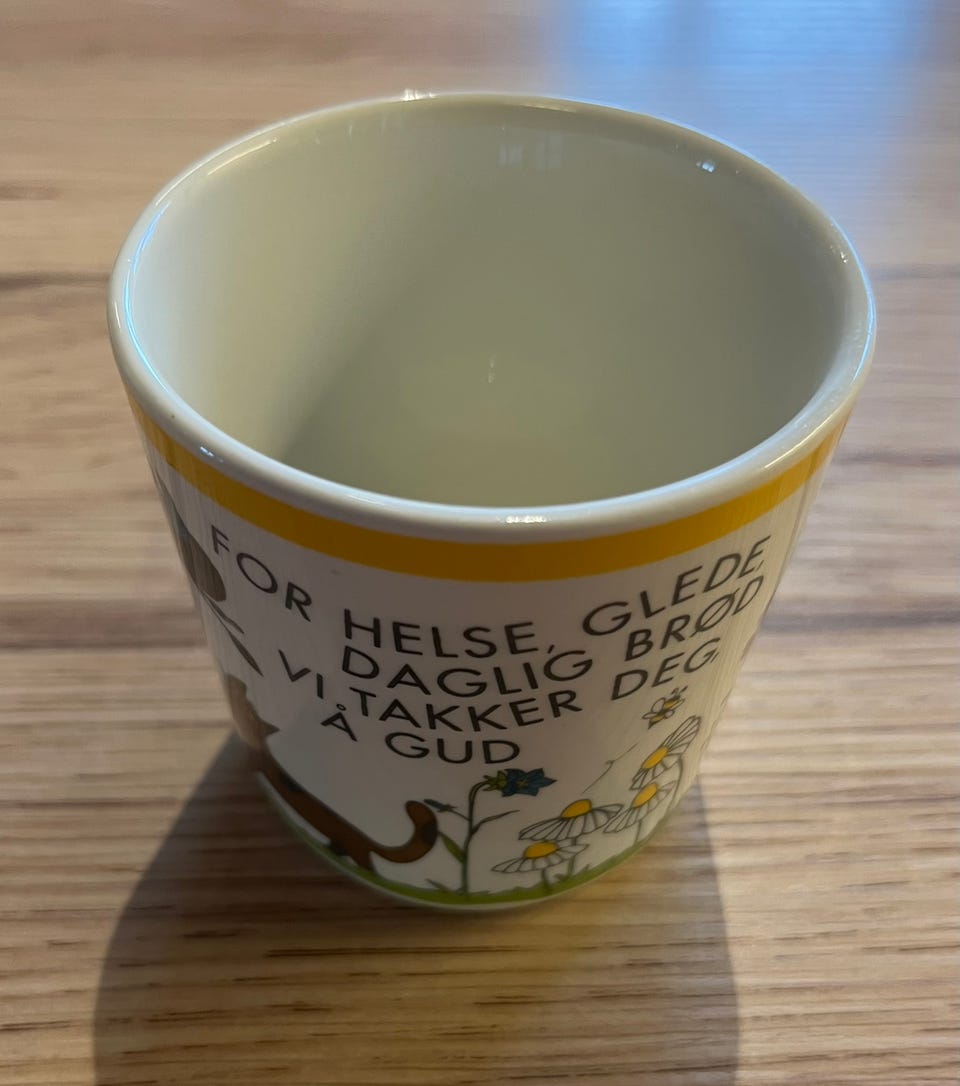 FOR HELSE, GLEDE
DAGLIG BRØD
VI TAKKER DEG,
Å GUD